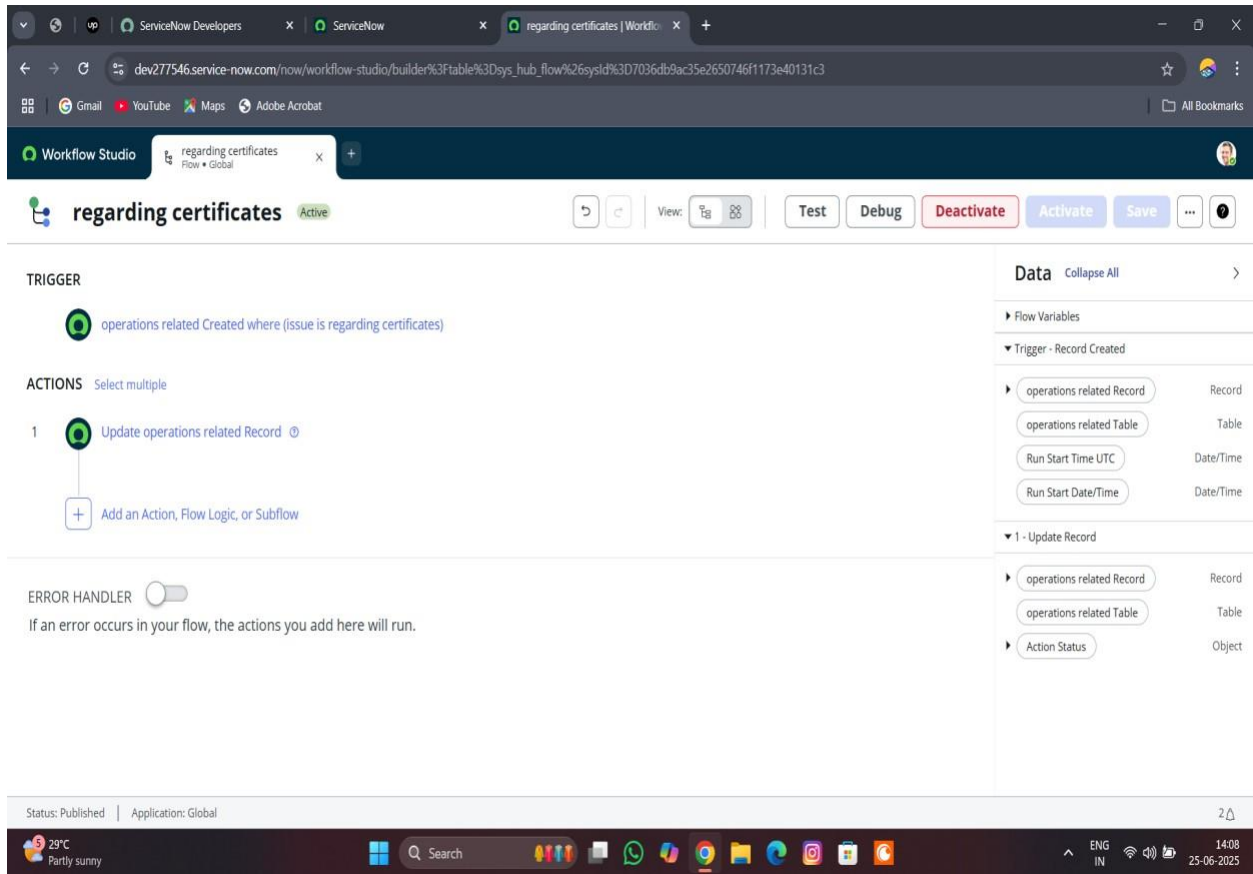 up
ServiceNow Developers
ServiceNow
regarding certificates | Workflo
dev277546.service-now.com/now/workflow-studio/builder%3Ftable%3Dsys_hub_flow%26sysId%3D7036db9ac35e2650746f1173e40131c3
Gmail YouTube Maps Adobe Acrobat All Bookmarks
Workflow Studio
regarding certificates
Flow • Global
regarding certificates Active
View: Test Debug Deactivate Activate Save
TRIGGER
operations related Created where (issue is regarding certificates)
ACTIONS Select multiple
1 Update operations related Record
Add an Action, Flow Logic, or Subflow
ERROR HANDLER
If an error occurs in your flow, the actions you add here will run.
Data Collapse All
Flow Variables
Trigger - Record Created
operations related Record Record
operations related Table Table
Run Start Time UTC Date/Time
Run Start Date/Time Date/Time
1 - Update Record
operations related Record Record
operations related Table Table
Action Status Object
Status: Published | Application: Global
2
5
29°C
Partly sunny
Search
ENG
IN
14:08
25-06-2025